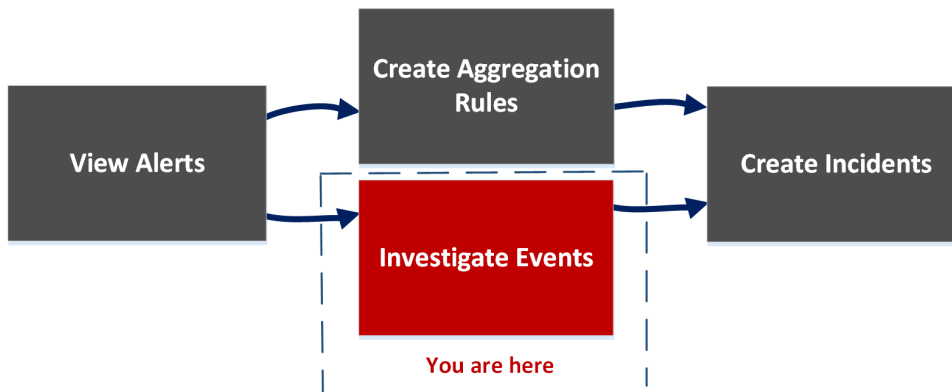 Create Aggregation
Rules
View Alerts
Create Incidents
Investigate Events
You are here